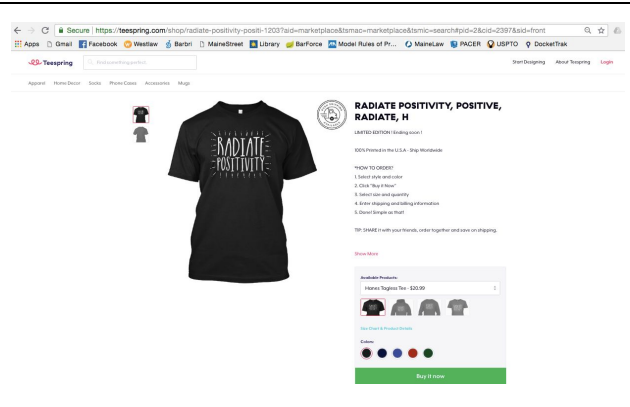 Secure | https://teespring.com/shop/radiate-positivity-positi-1203?aid=marketplace&tsmac=marketplace&tsmic=search#pid=2&cid=2397&sid=front
Apps Gmail Facebook Westlaw Barbri MaineStreet Library BarForce Model Rules of Pr... MaineLaw PACER USPTO DocketTrak
Teespring Find something perfect Start Designing About Teespring Login
Apparel Home Decor Socks Phone Cases Accessories Mugs
RADIATE POSITIVITY, POSITIVE,
RADIATE, H
LIMITED EDITION ! Ending soon !
100% Printed in the U.S.A - Ship Worldwide
*HOW TO ORDER?
1. Select style and color
2. Click "Buy it Now"
3. Select size and quantity
4. Enter shipping and billing information
5. Done! Simple as that!
TIP: SHARE it with your friends, order together and save on shipping.
Show More
RADIATE
POSITIVITY
Available Products:
Hanes Tagless Tee - $20.99
Size Chart & Product Details
Colors:
Buy it now